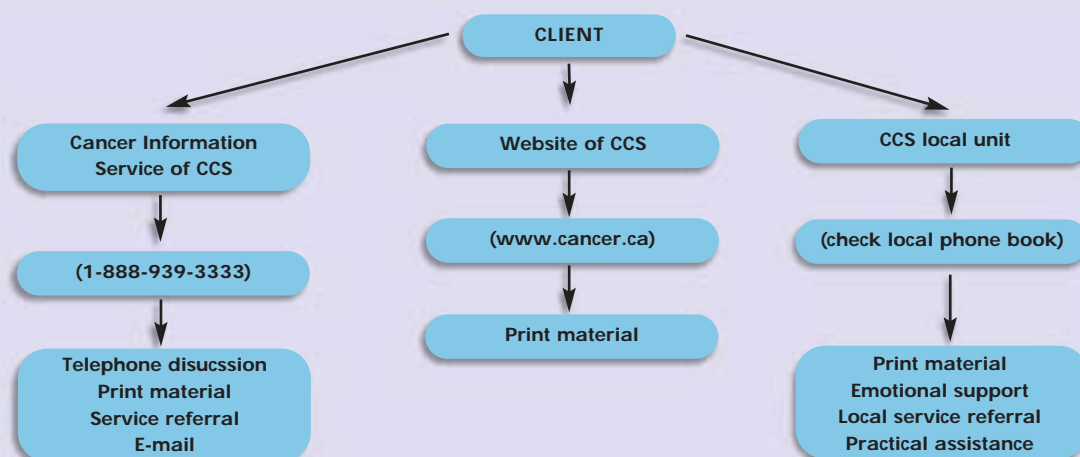 CLIENT
Cancer Information
Service of CCS
Website of CCS
CCS local unit
(1-888-939-3333)
(www.cancer.ca)
(check local phone book)
Telephone disucssion
Print material
Service referral
E-mail
Print material
Print material
Emotional support
Local service referral
Practical assistance